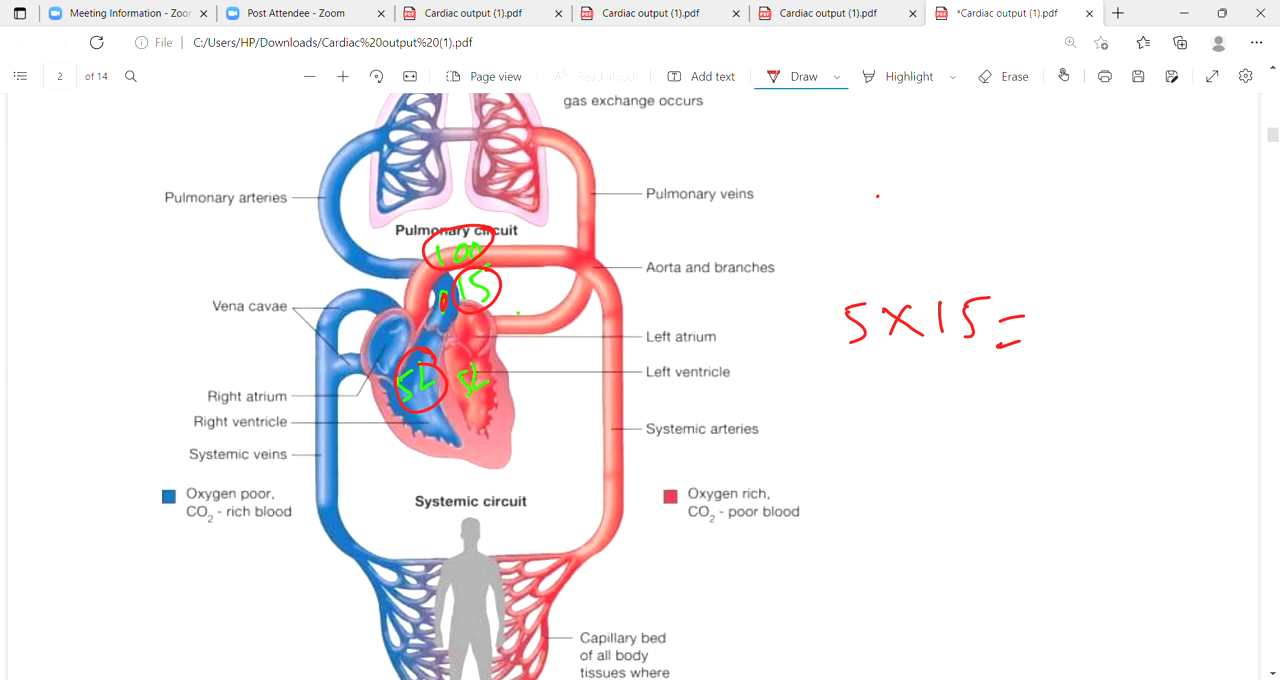 Meeting Information - Zoor
Post Attendee - Zoom
Cardiac output (1).pdf
Cardiac output (1).pdf
Cardiac output (1).pdf
*Cardiac output (1).pdf
File
C:/Users/HP/Downloads/Cardiac%20output%20(1).pdf
2
of 14
Page view
Read aloud
Add text
Draw
Highlight
Erase
gas exchange occurs
Pulmonary arteries
Pulmonary veins
Pulmonary circuit
100
Aorta and branches
15
Vena cavae
5 X 15 =
Left atrium
Left ventricle
5L
5L
Right atrium
Right ventricle
Systemic arteries
Systemic veins
Oxygen poor,
CO2 - rich blood
Systemic circuit
Oxygen rich,
CO2 - poor blood
Capillary bed
of all body
tissues where